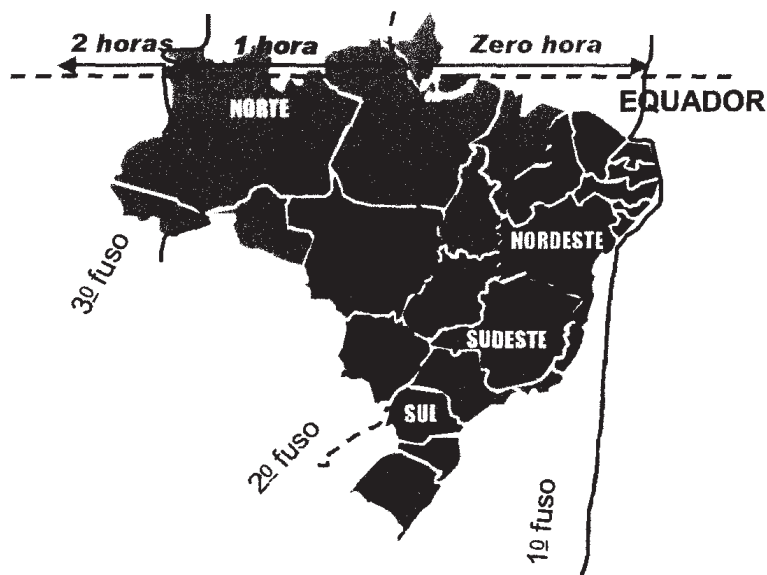 2 horas 1 hora Zero hora
EQUADOR
NORTE
NORDESTE
3º fuso
SUDESTE
SUL
2º fuso
1º fuso